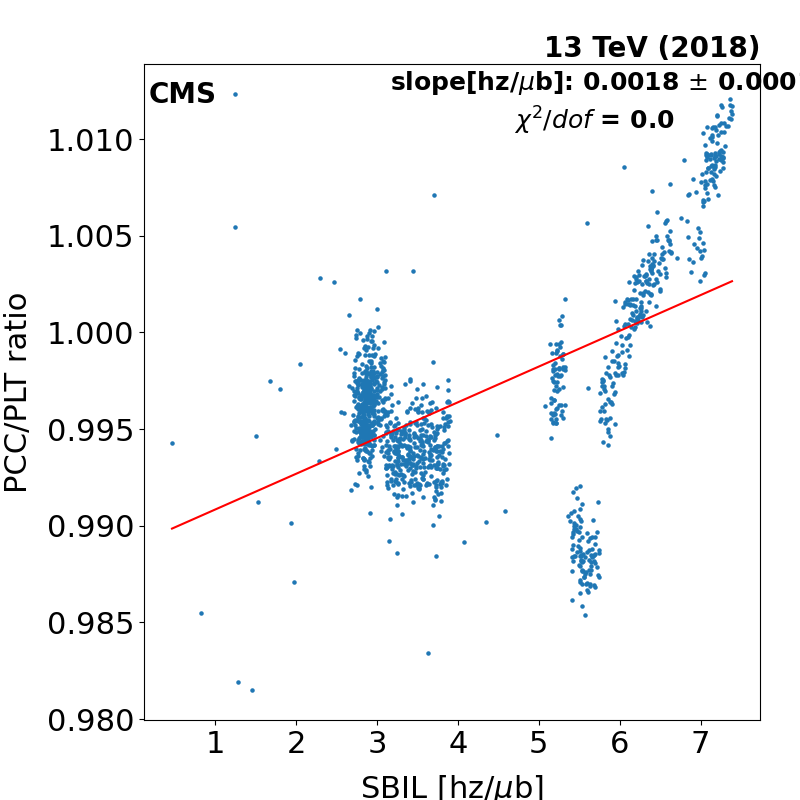 13 TeV (2018)
CMS
slope[hz/μb]: 0.0018 ± 0.000
χ²/dof = 0.0
1.010
1.005
1.000
0.995
0.990
0.985
0.980
PCC/PLT ratio
1 2 3 4 5 6 7
SBIL [hz/μb]